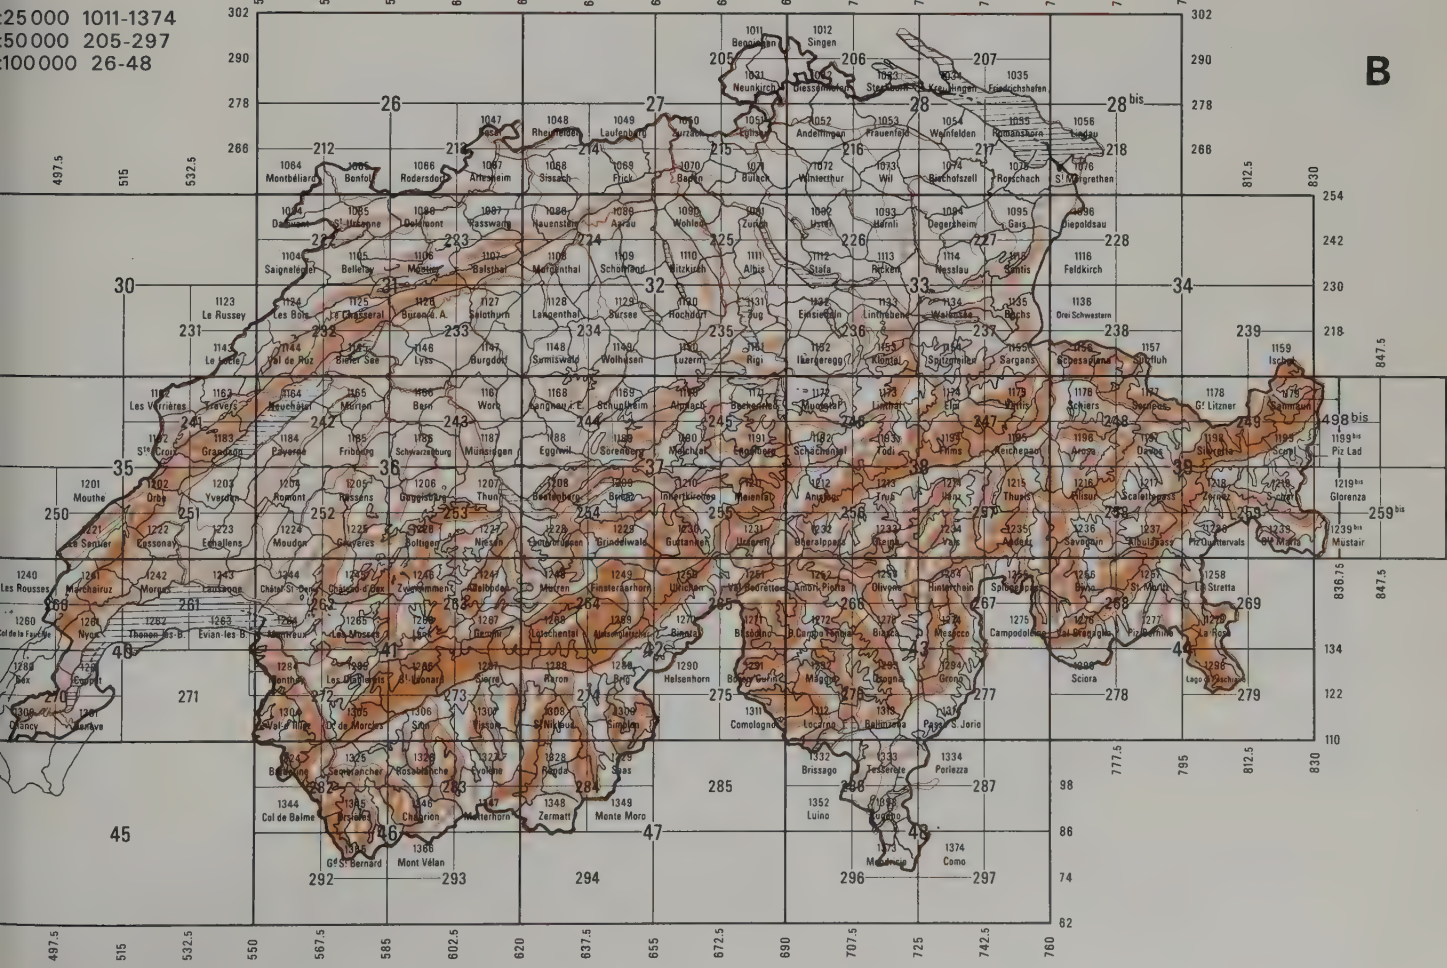 :25 000 1011-1374
:50 000 205-297
:100 000 26-48
B
302 302
290 290
278 278
266 266
254
242
230
218
134
122
110
98
86
74
62
497.5 515 532.5
812.5 830
847.5
836.75 847.5
1011 1012
Singen
205 206 207
1031 1035
Neunkirch Diessenhofen Steckborn Kreuzlingen Friedrichshafen
26 27 28 28bis
1047 1048 1049 1050 1051 1052 1053 1054 1055 1056
Basel Rheinfelden Laufenburg Zurzach Andelfingen Frauenfeld Weinfelden Romanshorn Lindau
212 213 214 215 216 217 218
1064 1065 1066 1067 1068 1069 1070 1071 1072 1073 1074 1075 1076
Montbéliard Bonfol Rodersdorf Arlesheim Sissach Frick Baden Bülach Winterthur Wil Bischofszell Rorschach St Margrethen
1085 1086 1087 1088 1089 1090 1091 1092 1093 1094 1095 1096
Damvant St-Ursanne Delémont Passwang Hauenstein Aarau Wohlen Zürich Uster Hörnli Degersheim Gais Diepoldsau
222 223 224 225 226 227 228
1104 1105 1106 1107 1108 1109 1110 1111 1112 1113 1114 1115 1116
Saignelégier Bellelay Moutier Balsthal Murgenthal Schöftland Hitzkirch Albis Stäfa Ricken Nesslau Säntis Feldkirch
30 31 32 33 34
1123 1124 1125 1126 1127 1128 1129 1130 1131 1132 1133 1134 1135 1136
Le Russey Les Bois Le Chasseral Büren a. A. Solothurn Langenthal Sursee Hochdorf Zug Einsiedeln Linthebene Walensee Buchs Drei Schwestern
231 232 233 234 235 236 237 238 239
1143 1144 1145 1146 1147 1148 1149 1150 1151 1152 1153 1154 1155 1156 1157 1159
Le Locle Val de Ruz Bieler See Lyss Burgdorf Sumiswald Wolhusen Luzern Rigi Ibergeregg Klöntal Spitzmeilen Sargans Schesaplana Sulzfluh Ischgl
1162 1163 1164 1165 1166 1167 1168 1169 1170 1171 1172 1173 1174 1175 1176 1177 1178 1179
Les Verrières Travers Neuchâtel Murten Bern Worb Langnau i. E. Schüpfheim Alpnach Beckenried Muotatal Linthal Elm Vättis Schiers Serneus Gr Litzner Samnaun
241 242 243 244 245 246 247 248 249 498bis
1182 1183 1184 1185 1186 1187 1188 1189 1190 1191 1192 1193 1194 1195 1196 1197 1198 1199 1199bis
Ste Croix Grandson Payerne Fribourg Schwarzenburg Münsingen Eggiwil Sörenberg Melchtal Engelberg Schächental Tödi Flims Reichenau Arosa Davos Silvretta Scuol Piz Lad
35 36 37 38 39
1201 1202 1203 1204 1205 1206 1207 1208 1209 1210 1211 1212 1213 1214 1215 1216 1217 1218 1219 1219bis
Mouthe Orbe Yverdon Romont Rossens Guggisberg Thun Beatenberg Brienz Innertkirchen Meiental Amsteg Trun Ilanz Thusis Filisur Scalettapass Zernez S-charl Glorenza
250 251 252 253 254 255 256 257 258 259 259bis
1221 1222 1223 1224 1225 1226 1227 1228 1229 1230 1231 1232 1233 1234 1235 1236 1237 1238 1239 1239bis
Le Sentier Cossonay Echallens Moudon Gruyères Boltigen Niesen Lauterbrunnen Grindelwald Guttannen Urseren Oberalppass Greina Vals Andeer Savognin Albulapass Piz Quattervals Sta Maria Müstair
1240 1241 1242 1243 1244 1245 1246 1247 1248 1249 1250 1251 1252 1253 1254 1255 1256 1257 1258
Les Rousses Marchairuz Morges Lausanne Châtel-St-Denis Château-d'Oex Zweisimmen Adelboden Mürren Finsteraarhorn Ulrichen Val Bedretto Ambri-Piotta Olivone Hinterrhein Splügenpass Bivio St. Moritz La Stretta
260 261 262 263 264 265 266 267 268 269
1260 1261 1262 1263 1264 1265 1266 1267 1268 1269 1270 1271 1272 1273 1274 1275 1276 1277 1278
Col de la Faucille Nyon Thonon-les-B. Evian-les-B. Montreux Les Mosses Lenk Gemmi Lötschental Aletschgletscher Binntal Basodino P. Campo Tencia Biasca Mesocco Campodolcino Val Bregaglia Piz Bernina La Rösa
40 41 42 43 44
1280 1281 1284 1285 1286 1287 1288 1289 1290 1291 1292 1293 1294 1296 1298
Gex Coppet Monthey Les Diablerets St-Léonard Sierre Raron Brig Helsenhorn Bosco/Gurin Maggia Osogna Grono Sciora Lago di Poschiavo
270 271 272 273 274 275 276 277 278 279
1300 1301 1304 1305 1306 1307 1308 1309 1311 1312 1313 1314
Chancy Genève Val-d'Illiez Dt de Morcles Sion Vissoie St. Niklaus Simplon Comologno Locarno Bellinzona Passo S. Jorio
1324 1325 1326 1327 1328 1329 1332 1333 1334
Barberine Sembrancher Rosablanche Evolène Randa Saas Brissago Tesserete Porlezza
282 283 284 285 286 287
1344 1345 1346 1347 1348 1349 1352 1353
Col de Balme Orsières Chanrion Matterhorn Zermatt Monte Moro Luino Lugano
45 46 47 48
1365 1366 1373 1374
Gd St Bernard Mont Vélan Mendrisio Como
292 293 294 296 297
777.5 795 812.5 830
497.5 515 532.5 550 567.5 585 602.5 620 637.5 655 672.5 690 707.5 725 742.5 760